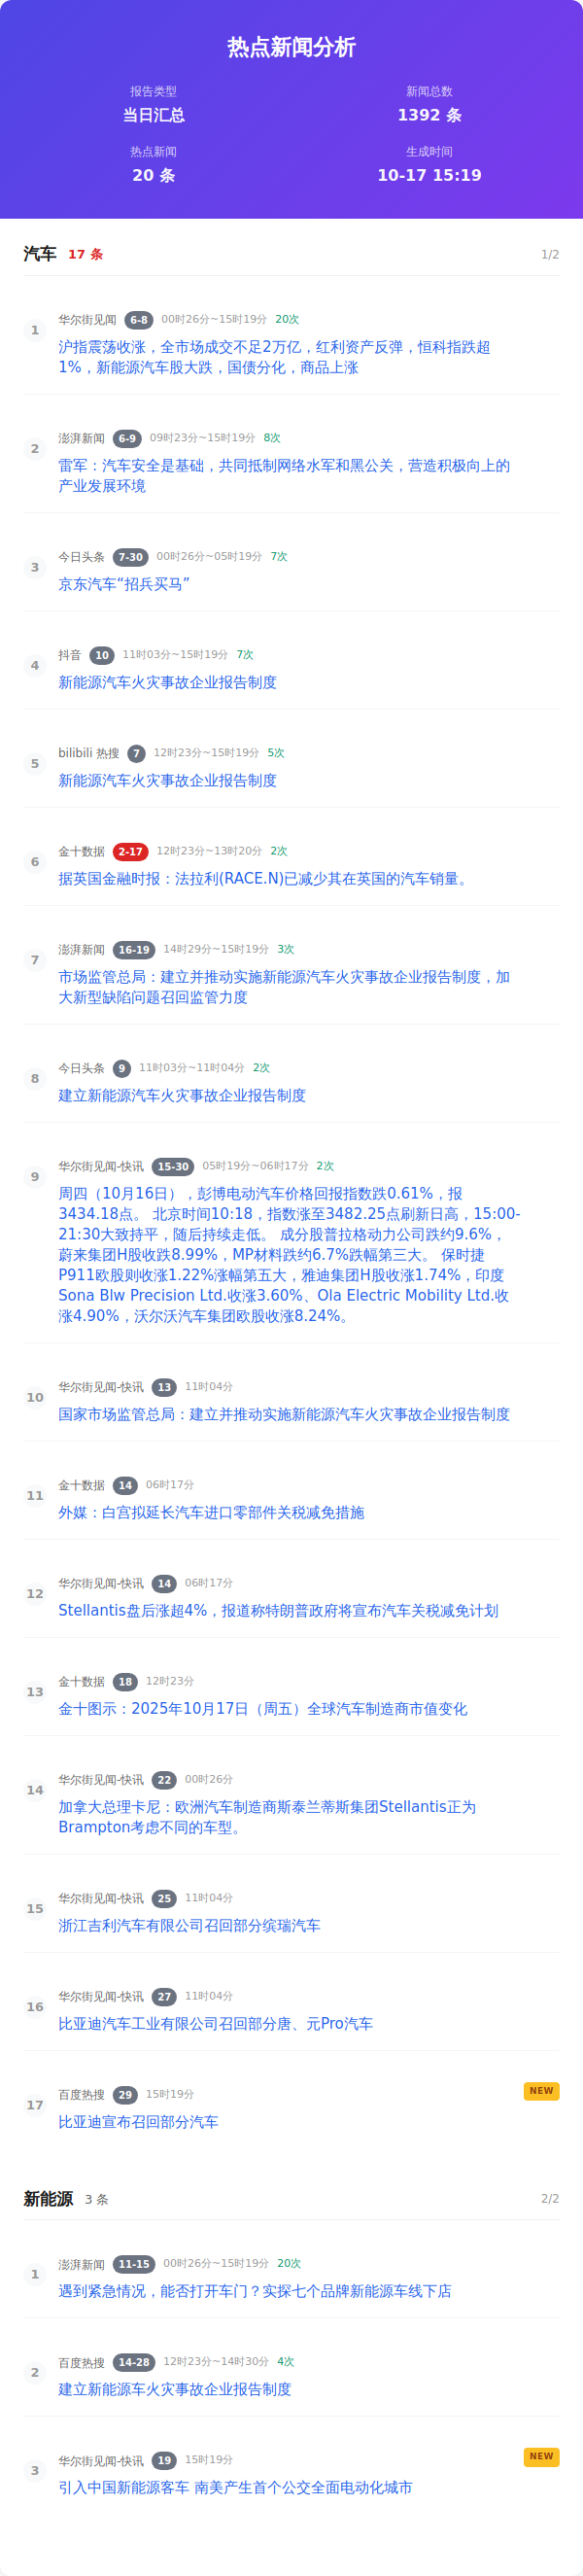 热点新闻分析
报告类型
当日汇总
新闻总数
1392 条
热点新闻
20 条
生成时间
10-17 15:19
汽车 17 条 1/2
1 华尔街见闻 6-8 00时26分~15时19分 20次
沪指震荡收涨，全市场成交不足2万亿，红利资产反弹，恒科指跌超
1%，新能源汽车股大跌，国债分化，商品上涨
2 澎湃新闻 6-9 09时23分~15时19分 8次
雷军：汽车安全是基础，共同抵制网络水军和黑公关，营造积极向上的
产业发展环境
3 今日头条 7-30 00时26分~05时19分 7次
京东汽车“招兵买马”
4 抖音 10 11时03分~15时19分 7次
新能源汽车火灾事故企业报告制度
5 bilibili 热搜 7 12时23分~15时19分 5次
新能源汽车火灾事故企业报告制度
6 金十数据 2-17 12时23分~13时20分 2次
据英国金融时报：法拉利(RACE.N)已减少其在英国的汽车销量。
7 澎湃新闻 16-19 14时29分~15时19分 3次
市场监管总局：建立并推动实施新能源汽车火灾事故企业报告制度，加
大新型缺陷问题召回监管力度
8 今日头条 9 11时03分~11时04分 2次
建立新能源汽车火灾事故企业报告制度
9 华尔街见闻-快讯 15-30 05时19分~06时17分 2次
周四（10月16日），彭博电动汽车价格回报指数跌0.61%，报
3434.18点。 北京时间10:18，指数涨至3482.25点刷新日高，15:00-
21:30大致持平，随后持续走低。 成分股普拉格动力公司跌约9.6%，
蔚来集团H股收跌8.99%，MP材料跌约6.7%跌幅第三大。 保时捷
P911欧股则收涨1.22%涨幅第五大，雅迪集团H股收涨1.74%，印度
Sona Blw Precision Ltd.收涨3.60%、Ola Electric Mobility Ltd.收
涨4.90%，沃尔沃汽车集团欧股收涨8.24%。
10 华尔街见闻-快讯 13 11时04分
国家市场监管总局：建立并推动实施新能源汽车火灾事故企业报告制度
11 金十数据 14 06时17分
外媒：白宫拟延长汽车进口零部件关税减免措施
12 华尔街见闻-快讯 14 06时17分
Stellantis盘后涨超4%，报道称特朗普政府将宣布汽车关税减免计划
13 金十数据 18 12时23分
金十图示：2025年10月17日（周五）全球汽车制造商市值变化
14 华尔街见闻-快讯 22 00时26分
加拿大总理卡尼：欧洲汽车制造商斯泰兰蒂斯集团Stellantis正为
Brampton考虑不同的车型。
15 华尔街见闻-快讯 25 11时04分
浙江吉利汽车有限公司召回部分缤瑞汽车
16 华尔街见闻-快讯 27 11时04分
比亚迪汽车工业有限公司召回部分唐、元Pro汽车
17 百度热搜 29 15时19分 NEW
比亚迪宣布召回部分汽车
新能源 3 条 2/2
1 澎湃新闻 11-15 00时26分~15时19分 20次
遇到紧急情况，能否打开车门？实探七个品牌新能源车线下店
2 百度热搜 14-28 12时23分~14时30分 4次
建立新能源车火灾事故企业报告制度
3 华尔街见闻-快讯 19 15时19分 NEW
引入中国新能源客车 南美产生首个公交全面电动化城市